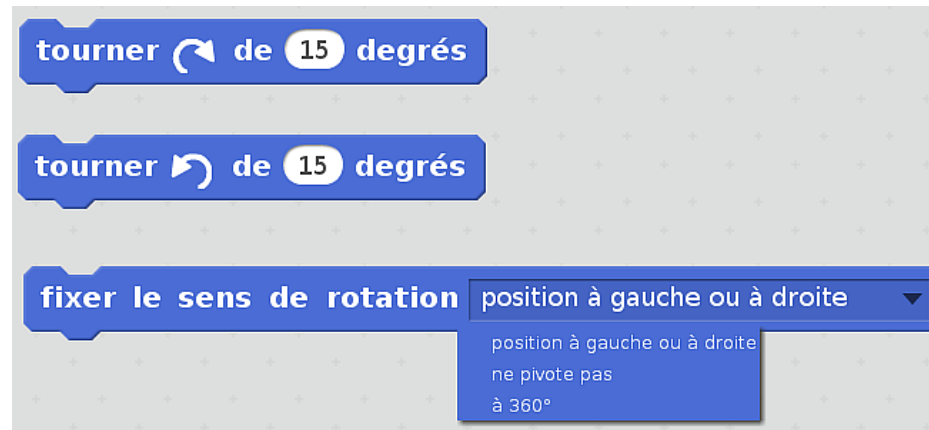 tourner de 15 degrés
tourner de 15 degrés
fixer le sens de rotation position à gauche ou à droite
position à gauche ou à droite
ne pivote pas
à 360°